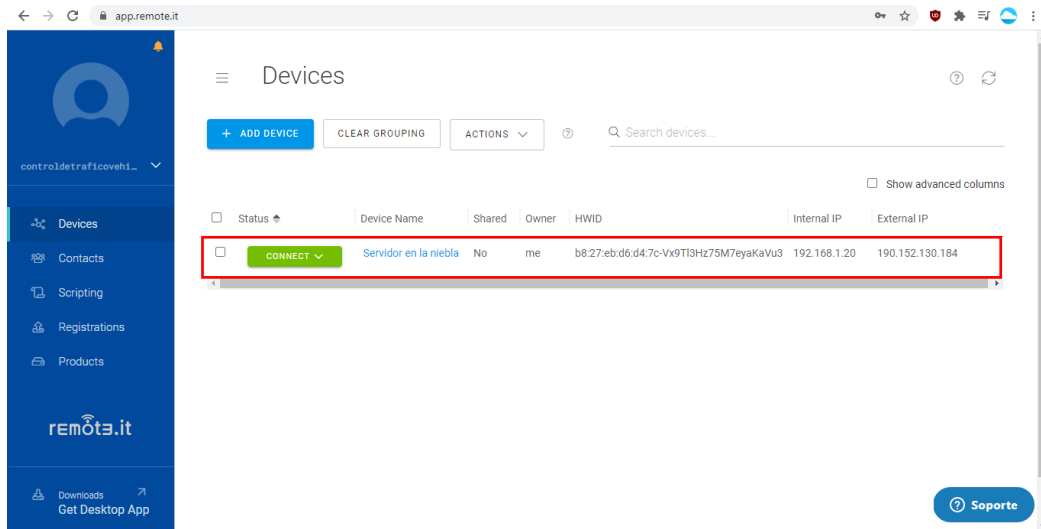 app.remote.it
Devices
+ ADD DEVICE
CLEAR GROUPING
ACTIONS
Search devices...
controldetraficovehi…
Show advanced columns
Status
Device Name
Shared
Owner
HWID
Internal IP
External IP
CONNECT
Servidor en la niebla
No
me
b8:27:eb:d6:d4:7c-Vx9Tl3Hz75M7eyaKaVu3
192.168.1.20
190.152.130.184
Devices
Contacts
Scripting
Registrations
Products
remotƎ.it
Downloads
Get Desktop App
Soporte